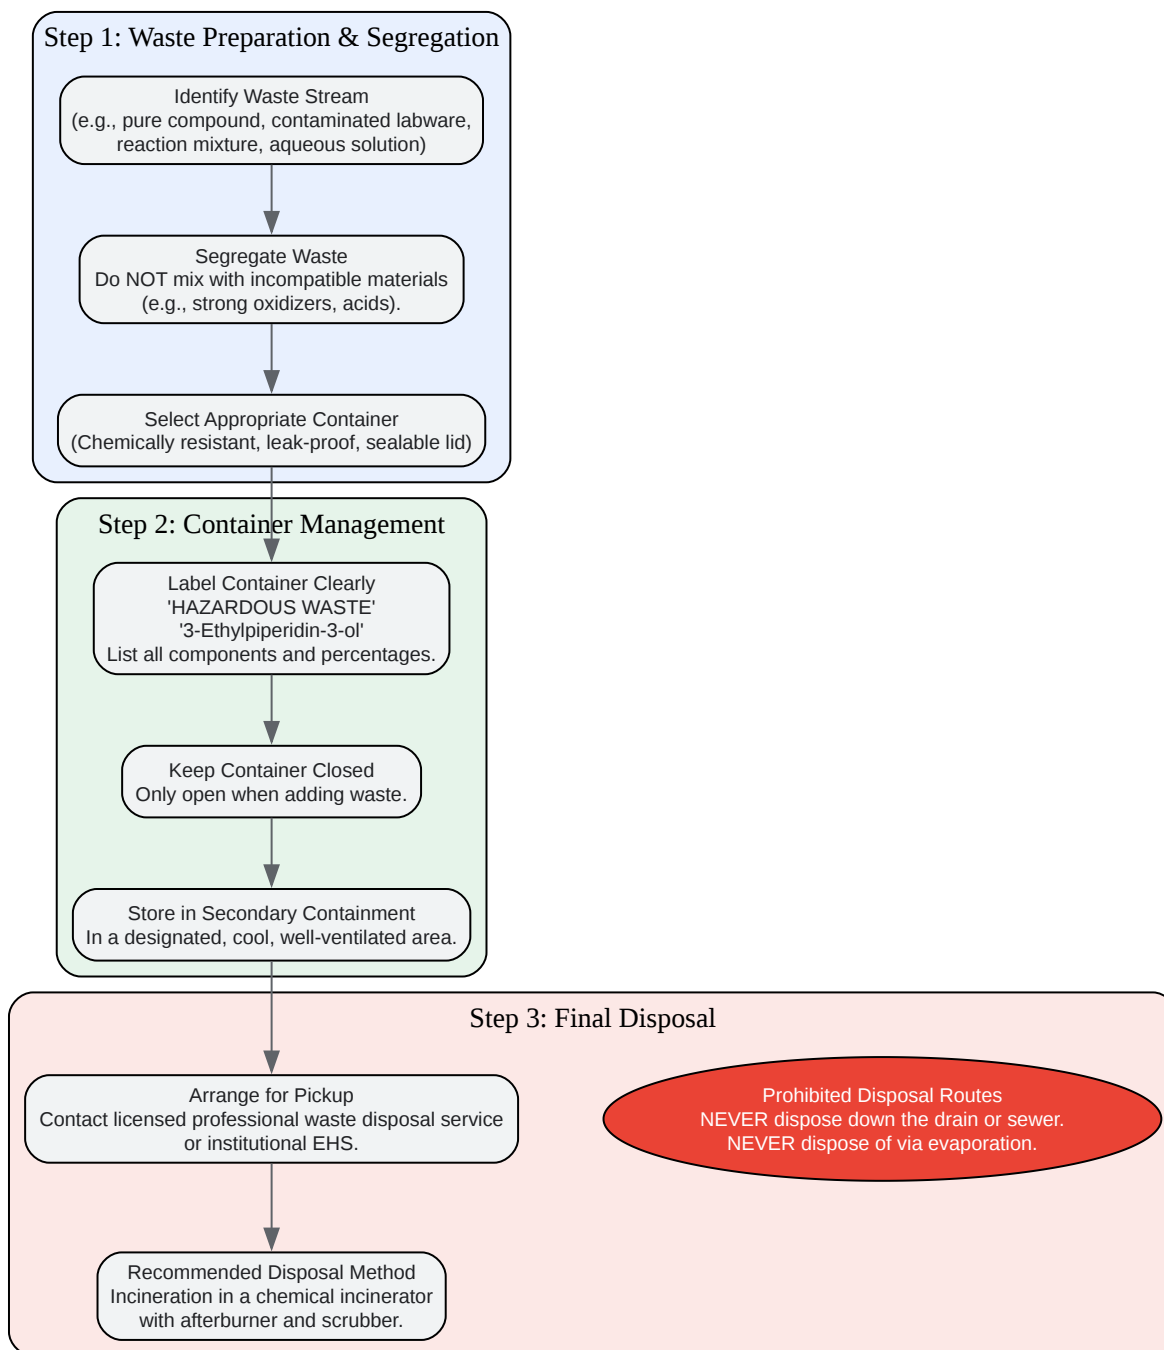 Step 1: Waste Preparation & Segregation
Identify Waste Stream
(e.g., pure compound, contaminated labware,
reaction mixture, aqueous solution)
Segregate Waste
Do NOT mix with incompatible materials
(e.g., strong oxidizers, acids).
Select Appropriate Container
(Chemically resistant, leak-proof, sealable lid)
Step 2: Container Management
Label Container Clearly
'HAZARDOUS WASTE'
'3-Ethylpiperidin-3-ol'
List all components and percentages.
Keep Container Closed
Only open when adding waste.
Store in Secondary Containment
In a designated, cool, well-ventilated area.
Step 3: Final Disposal
Arrange for Pickup
Contact licensed professional waste disposal service
or institutional EHS.
Prohibited Disposal Routes
NEVER dispose down the drain or sewer.
NEVER dispose of via evaporation.
Recommended Disposal Method
Incineration in a chemical incinerator
with afterburner and scrubber.